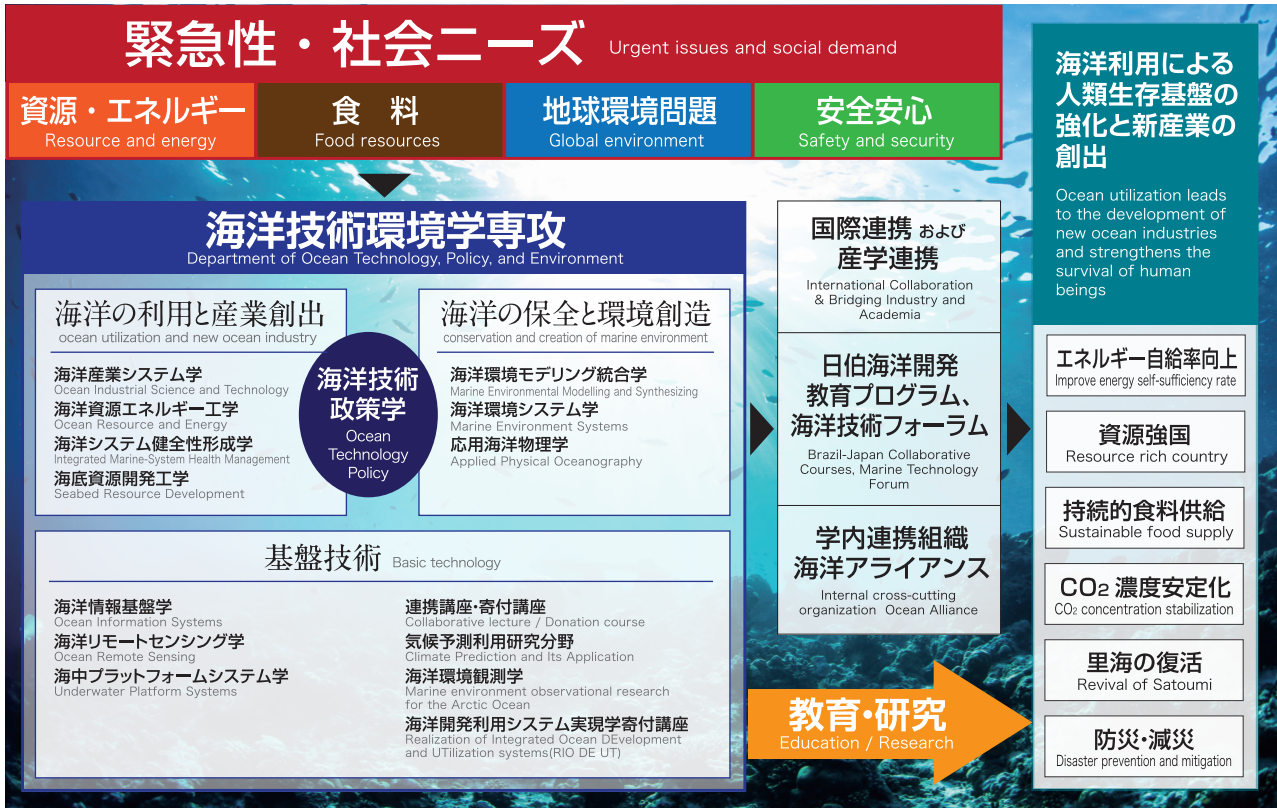 緊急性・社会ニーズ Urgent issues and social demand
資源・エネルギー
Resource and energy
食 料
Food resources
地球環境問題
Global environment
安全安心
Safety and security
海洋技術環境学専攻
Department of Ocean Technology, Policy, and Environment
海洋の利用と産業創出
ocean utilization and new ocean industry
海洋産業システム学
Ocean Industrial Science and Technology
海洋資源エネルギー工学
Ocean Resource and Energy
海洋システム健全性形成学
Integrated Marine-System Health Management
海底資源開発工学
Seabed Resource Development
海洋技術
政策学
Ocean
Technology
Policy
海洋の保全と環境創造
conservation and creation of marine environment
海洋環境モデリング統合学
Marine Environmental Modelling and Synthesizing
海洋環境システム学
Marine Environment Systems
応用海洋物理学
Applied Physical Oceanography
基盤技術 Basic technology
海洋情報基盤学
Ocean Information Systems
海洋リモートセンシング学
Ocean Remote Sensing
海中プラットフォームシステム学
Underwater Platform Systems
連携講座・寄付講座
Collaborative lecture / Donation course
気候予測利用研究分野
Climate Prediction and Its Application
海洋環境観測学
Marine environment observational research
for the Arctic Ocean
海洋開発利用システム実現学寄付講座
Realization of Integrated Ocean DEvelopment
and UTilization systems(RIO DE UT)
国際連携 および
産学連携
International Collaboration
& Bridging Industry and
Academia
日伯海洋開発
教育プログラム、
海洋技術フォーラム
Brazil-Japan Collaborative
Courses, Marine Technology
Forum
学内連携組織
海洋アライアンス
Internal cross-cutting
organization Ocean Alliance
教育・研究
Education / Research
海洋利用による
人類生存基盤の
強化と新産業の
創出
Ocean utilization leads
to the development of
new ocean industries
and strengthens the
survival of human
beings
エネルギー自給率向上
Improve energy self-sufficiency rate
資源強国
Resource rich country
持続的食料供給
Sustainable food supply
CO₂ 濃度安定化
CO₂ concentration stabilization
里海の復活
Revival of Satoumi
防災・減災
Disaster prevention and mitigation